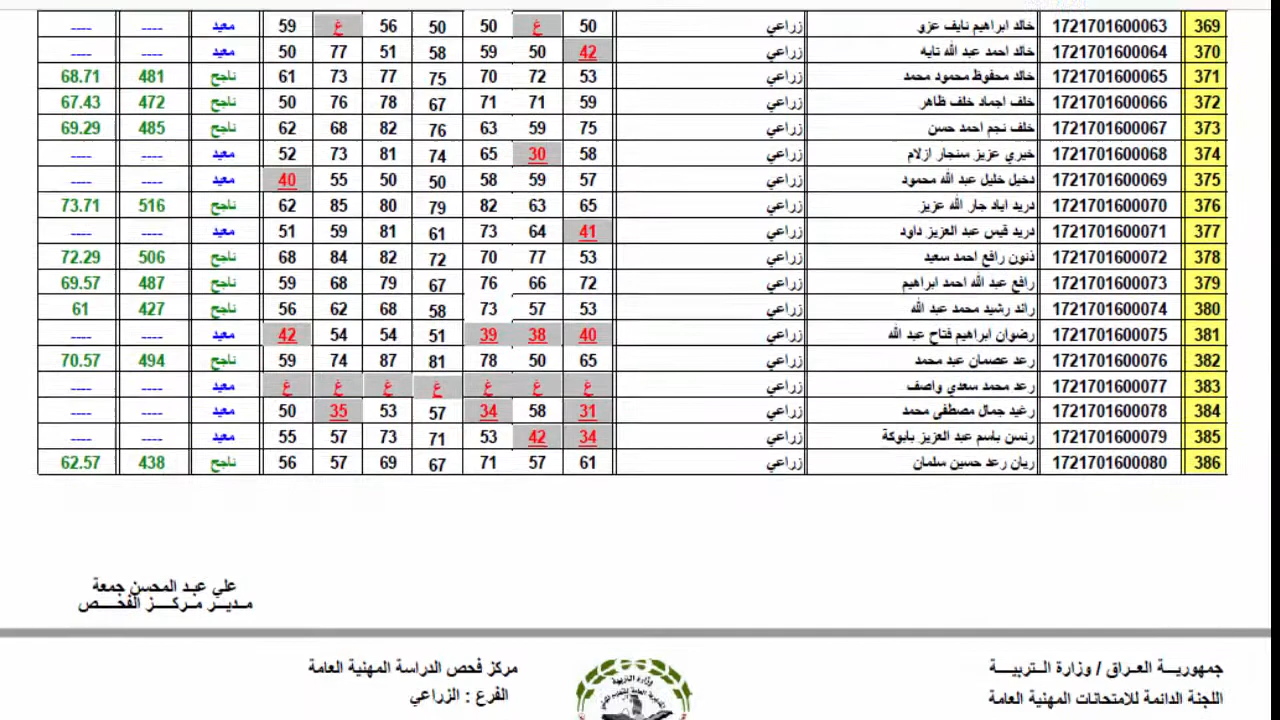 369 1721701600063 خالد ابراهيم نايف عزو زراعي 50 غ 50 50 56 غ 59 معيد ---- ----
370 1721701600064 خالد احمد عبد الله تايه زراعي 42 50 59 58 51 77 50 معيد ---- ----
371 1721701600065 خالد محفوظ محمود محمد زراعي 53 72 70 75 77 73 61 ناجح 481 68.71
372 1721701600066 خلف اجماد خلف ظاهر زراعي 59 71 71 67 78 76 50 ناجح 472 67.43
373 1721701600067 خلف نجم احمد حسن زراعي 75 59 63 76 82 68 62 ناجح 485 69.29
374 1721701600068 خيري عزيز سنجار ازلام زراعي 58 30 65 74 81 73 52 معيد ---- ----
375 1721701600069 دخيل خليل عبد الله محمود زراعي 57 59 58 50 50 55 40 معيد ---- ----
376 1721701600070 دريد اياد جار الله عزيز زراعي 65 63 82 79 80 85 62 ناجح 516 73.71
377 1721701600071 دريد قيس عبد العزيز داود زراعي 41 64 73 61 81 59 51 معيد ---- ----
378 1721701600072 ذنون رافع احمد سعيد زراعي 53 77 70 72 82 84 68 ناجح 506 72.29
379 1721701600073 رافع عبد الله احمد ابراهيم زراعي 72 66 76 67 79 68 59 ناجح 487 69.57
380 1721701600074 رائد رشيد محمد عبد الله زراعي 53 57 73 58 68 62 56 ناجح 427 61
381 1721701600075 رضوان ابراهيم فتاح عبد الله زراعي 40 38 39 51 54 54 42 معيد ---- ----
382 1721701600076 رعد عصمان عبد محمد زراعي 65 50 78 81 87 74 59 ناجح 494 70.57
383 1721701600077 رعد محمد سعدي واصف زراعي غ غ غ غ غ غ غ معيد ---- ----
384 1721701600078 رغيد جمال مصطفى محمد زراعي 31 58 34 57 53 35 50 معيد ---- ----
385 1721701600079 رنسن باسم عبد العزيز بابوكة زراعي 34 42 53 71 73 57 55 معيد ---- ----
386 1721701600080 ريان رعد حسين سلمان زراعي 61 57 71 67 69 57 56 ناجح 438 62.57
علي عبد المحسن جمعة
مدير مركز الفحص
جمهورية العراق / وزارة التربية
مركز فحص الدراسة المهنية العامة
اللجنة الدائمة للامتحانات المهنية العامة
الفرع : الزراعي
وزارة التربية